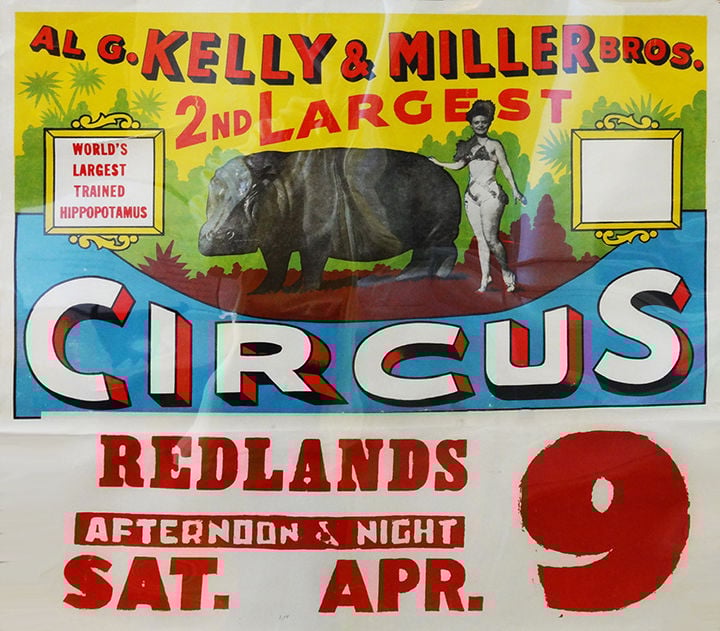 AL G. KELLY & MILLER BROS.
2ND LARGEST
WORLD'S
LARGEST
TRAINED
HIPPOPOTAMUS
CIRCUS
REDLANDS
AFTERNOON & NIGHT
SAT. APR. 9